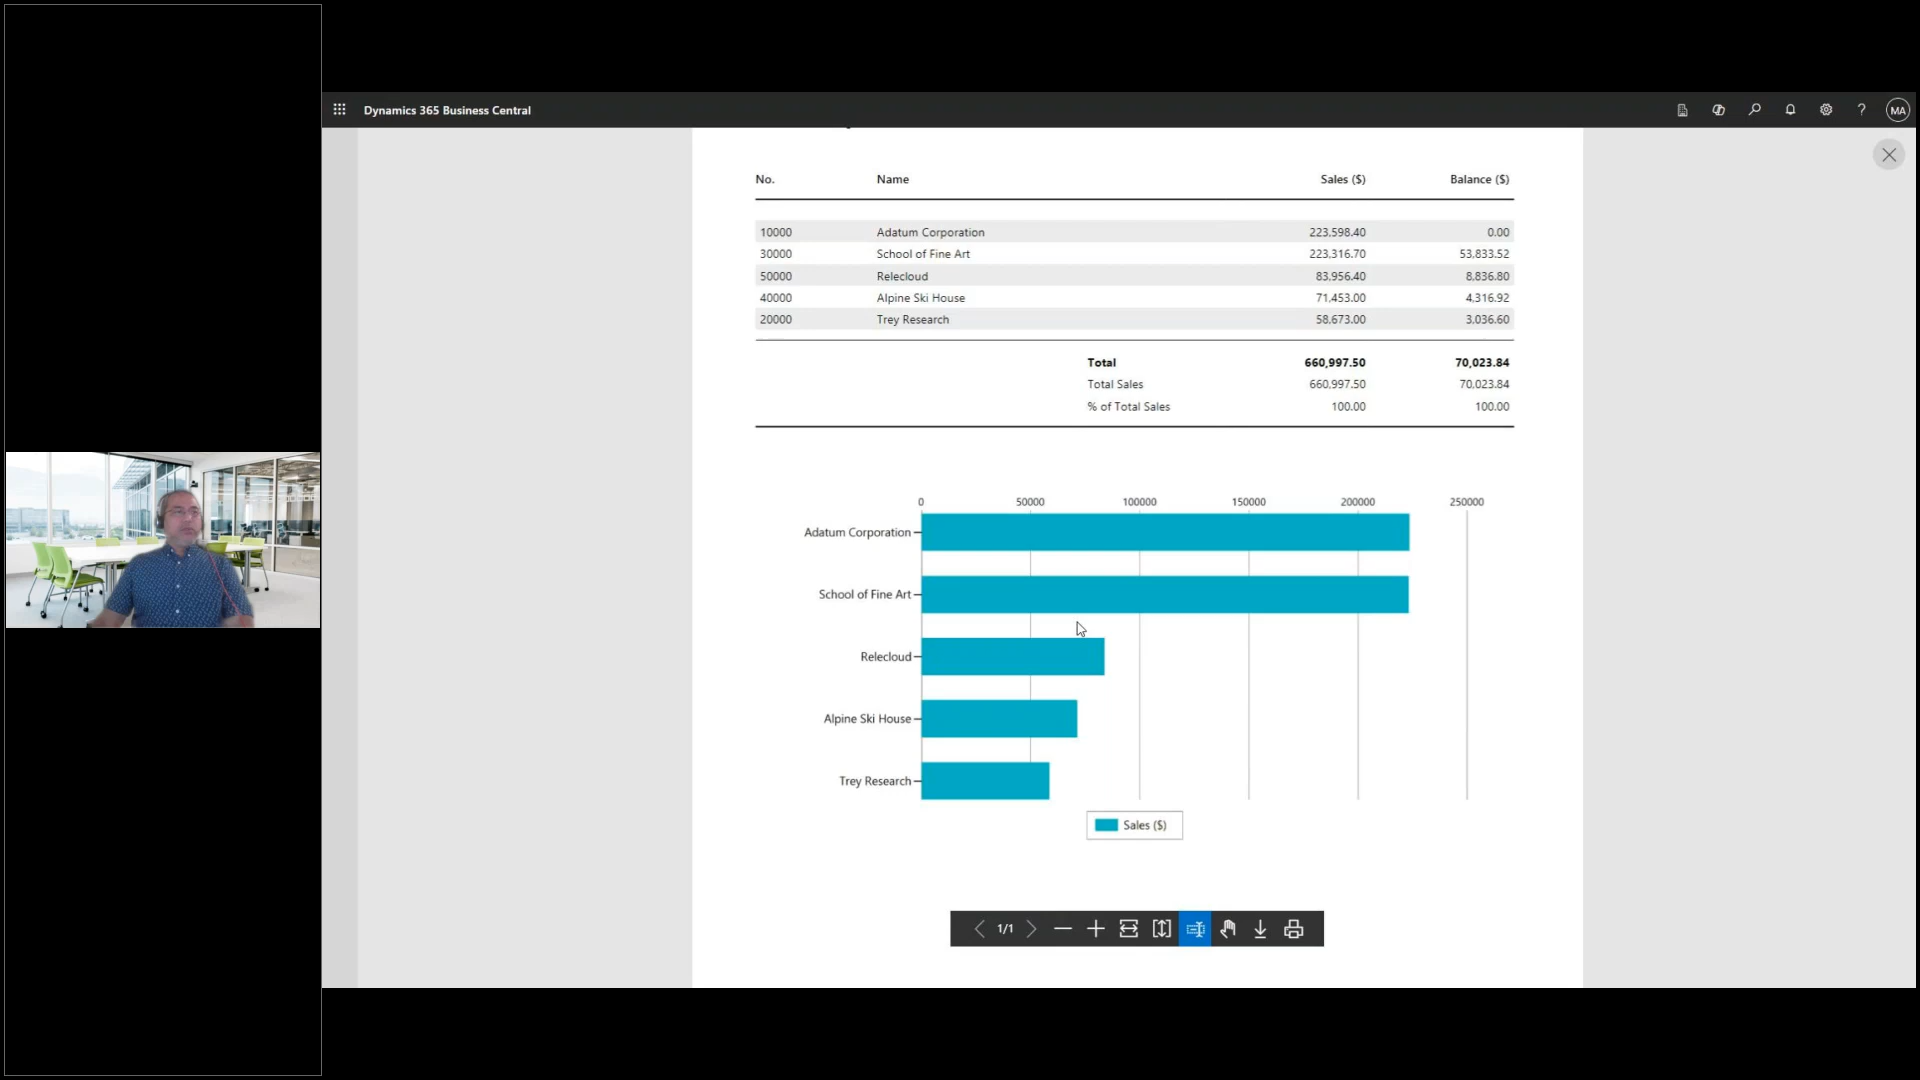 Dynamics 365 Business Central
? MA
No. Name Sales ($) Balance ($)
10000 Adatum Corporation 223,598.40 0.00
30000 School of Fine Art 223,316.70 53,833.52
50000 Relecloud 83,956.40 8,836.80
40000 Alpine Ski House 71,453.00 4,316.92
20000 Trey Research 58,673.00 3,036.60
Total 660,997.50 70,023.84
Total Sales 660,997.50 70,023.84
% of Total Sales 100.00 100.00
0 50000 100000 150000 200000 250000
Adatum Corporation
School of Fine Art
Relecloud
Alpine Ski House
Trey Research
Sales ($)
1/1